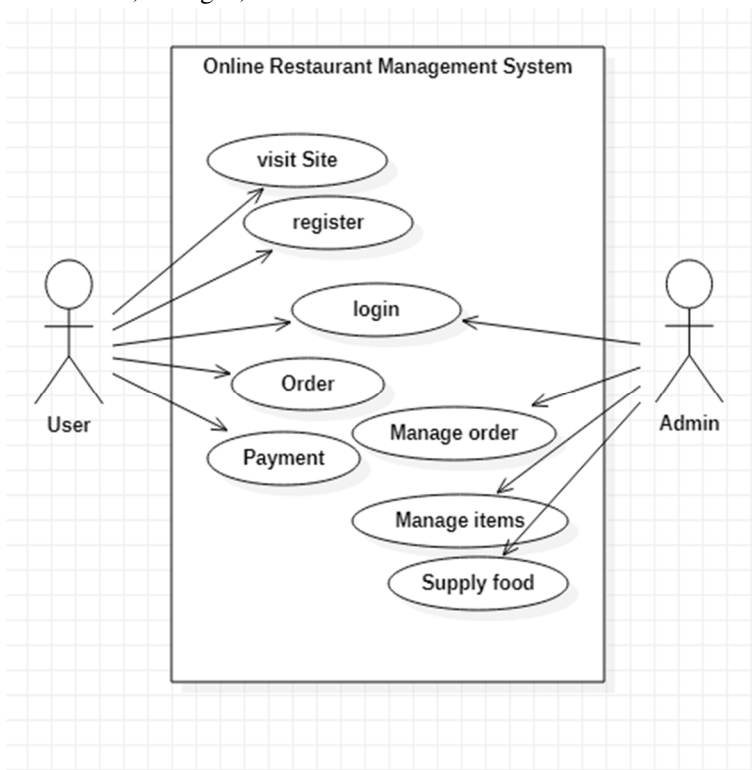 Online Restaurant Management System
visit Site
register
login
Order
Manage order
Payment
Manage items
Supply food
User
Admin